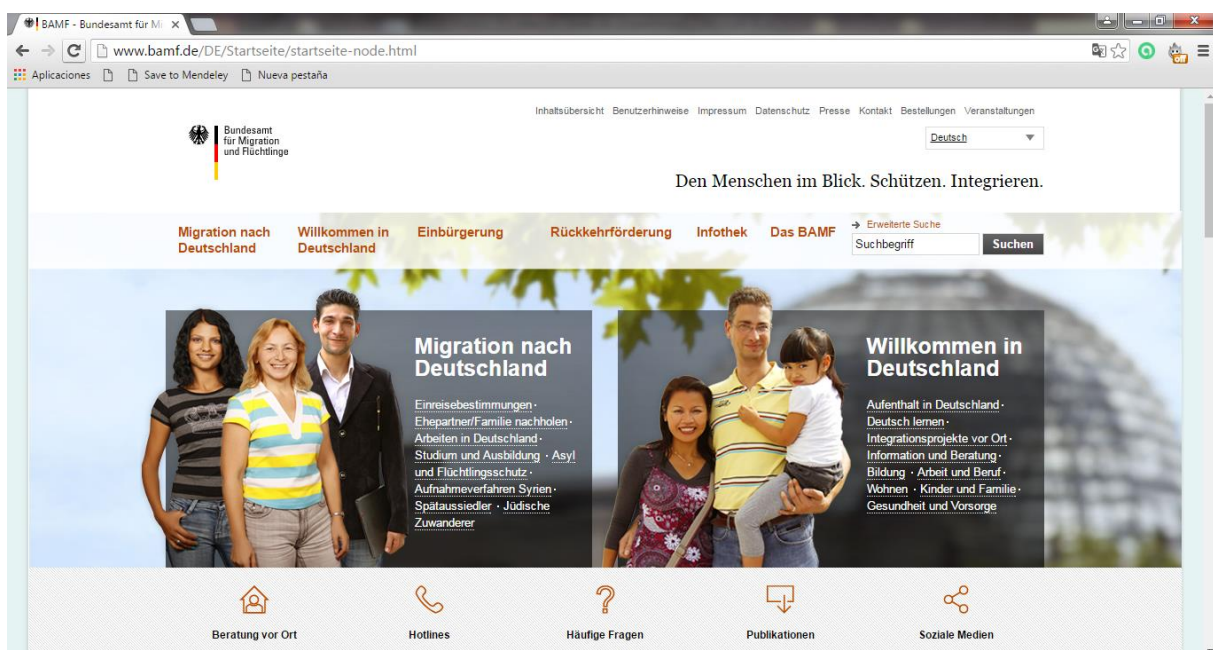 BAMF - Bundesamt für Mi
www.bamf.de/DE/Startseite/startseite-node.html
Aplicaciones Save to Mendeley Nueva pestaña
Inhaltsübersicht Benutzerhinweise Impressum Datenschutz Presse Kontakt Bestellungen Veranstaltungen
Bundesamt
für Migration
und Flüchtlinge
Deutsch
Den Menschen im Blick. Schützen. Integrieren.
Migration nach
Deutschland
Willkommen in
Deutschland
Einbürgerung
Rückkehrförderung
Infothek
Das BAMF
Erweiterte Suche
Suchbegriff Suchen
Migration nach
Deutschland
Einreisebestimmungen ·
Ehepartner/Familie nachholen ·
Arbeiten in Deutschland ·
Studium und Ausbildung · Asyl
und Flüchtlingsschutz ·
Aufnahmeverfahren Syrien ·
Spätaussiedler · Jüdische
Zuwanderer
Willkommen in
Deutschland
Aufenthalt in Deutschland ·
Deutsch lernen ·
Integrationsprojekte vor Ort ·
Information und Beratung ·
Bildung · Arbeit und Beruf ·
Wohnen · Kinder und Familie ·
Gesundheit und Vorsorge
Beratung vor Ort
Hotlines
Häufige Fragen
Publikationen
Soziale Medien